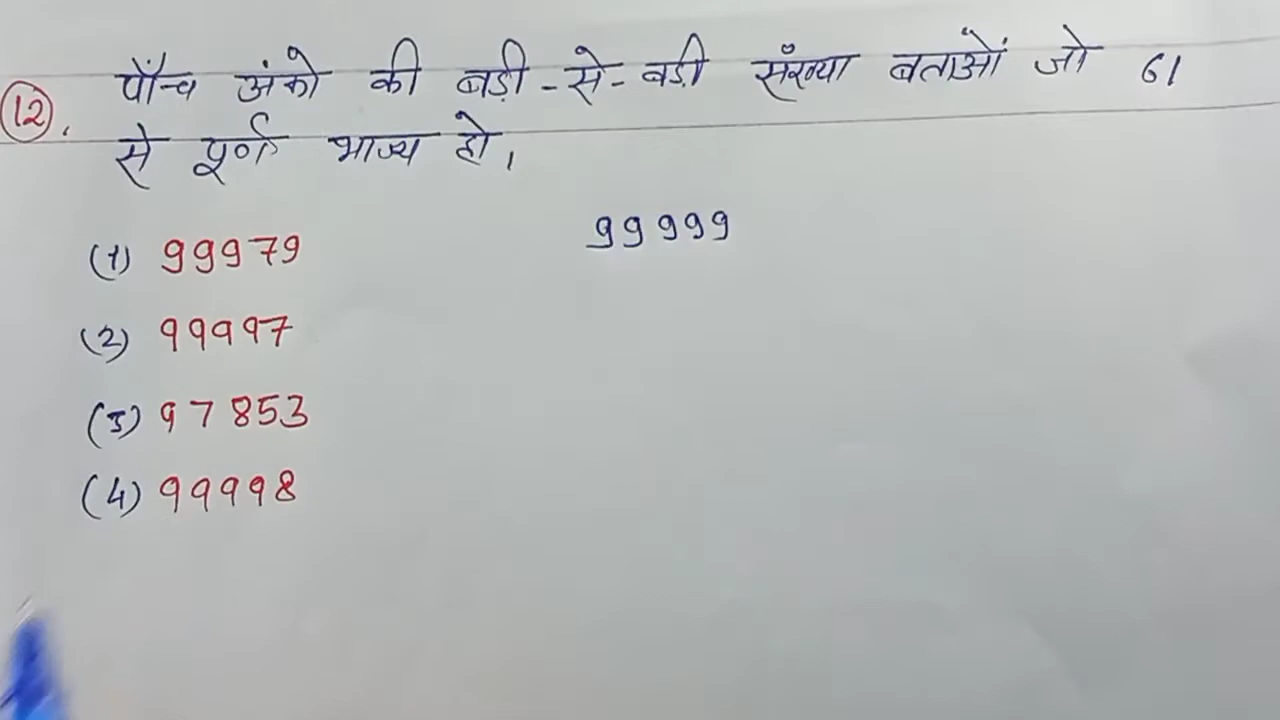 12. पाँच अंको की बड़ी-से-बड़ी सँख्या बताओं जो 61
से पूर्ण भाज्य हो।
99999
(1) 99979
(2) 99997
(3) 97853
(4) 99998